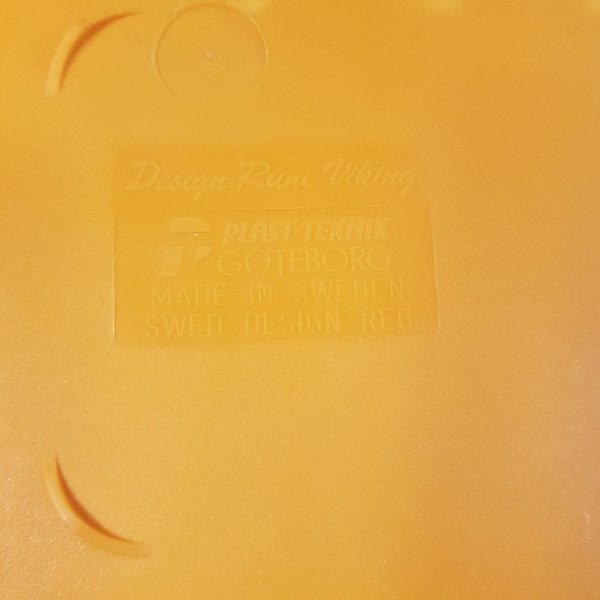 Design Rune Viking
PLAST-TEKNIK
GÖTEBORG
MADE IN SWEDEN
SWED DESIGN REG.